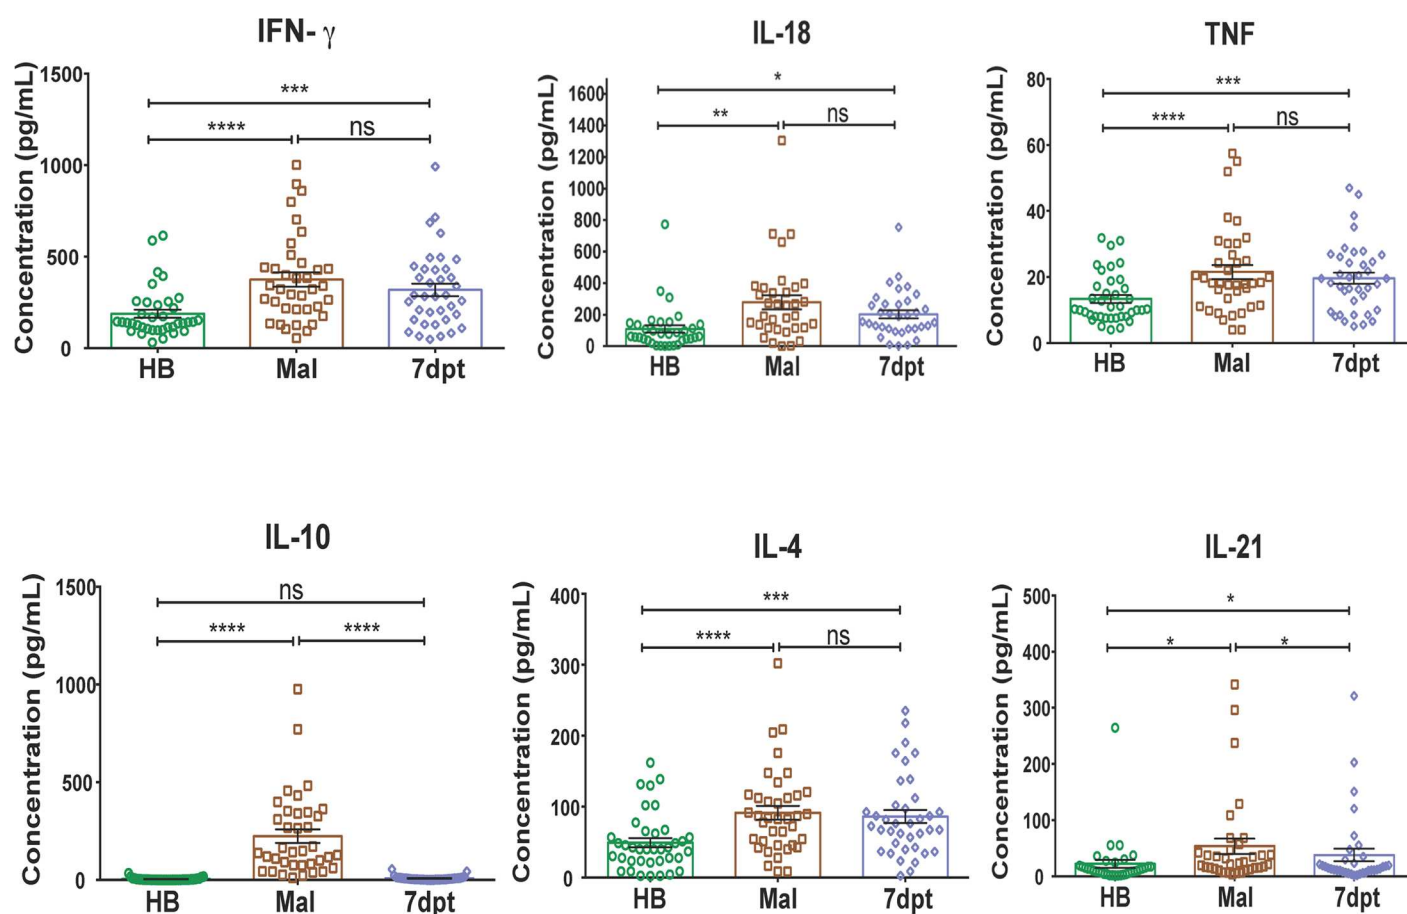 IFN- γ
Concentration (pg/mL)
1500
1000
500
0
***
****
ns
HB
Mal
7dpt
IL-18
Concentration (pg/mL)
1600
1400
1200
1000
800
600
400
200
0
*
**
ns
HB
Mal
7dpt
TNF
Concentration (pg/mL)
80
60
40
20
0
***
****
ns
HB
Mal
7dpt
IL-10
Concentration (pg/mL)
1500
1000
500
0
ns
****
****
HB
Mal
7dpt
IL-4
Concentration (pg/mL)
400
300
200
100
0
***
****
ns
HB
Mal
7dpt
IL-21
Concentration (pg/mL)
500
400
300
200
100
0
*
*
*
HB
Mal
7dpt